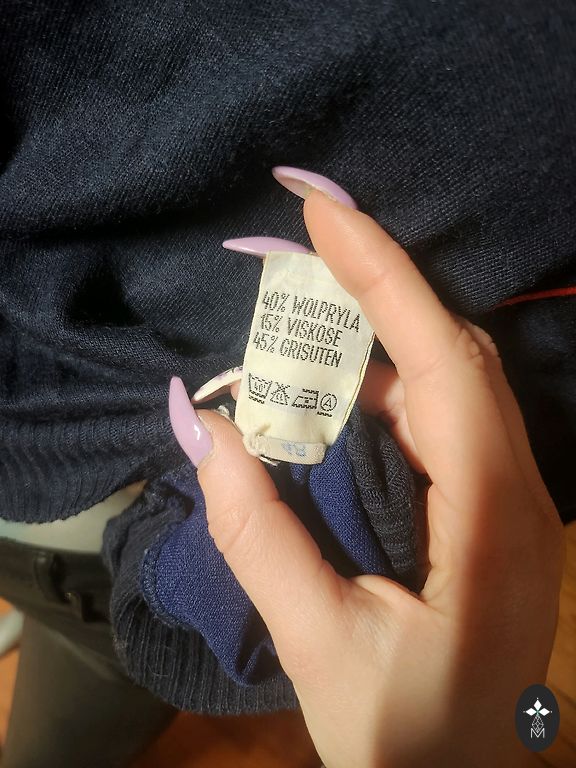 40% WOLPRYLA
15% VISKOSE
45% GRISUTEN